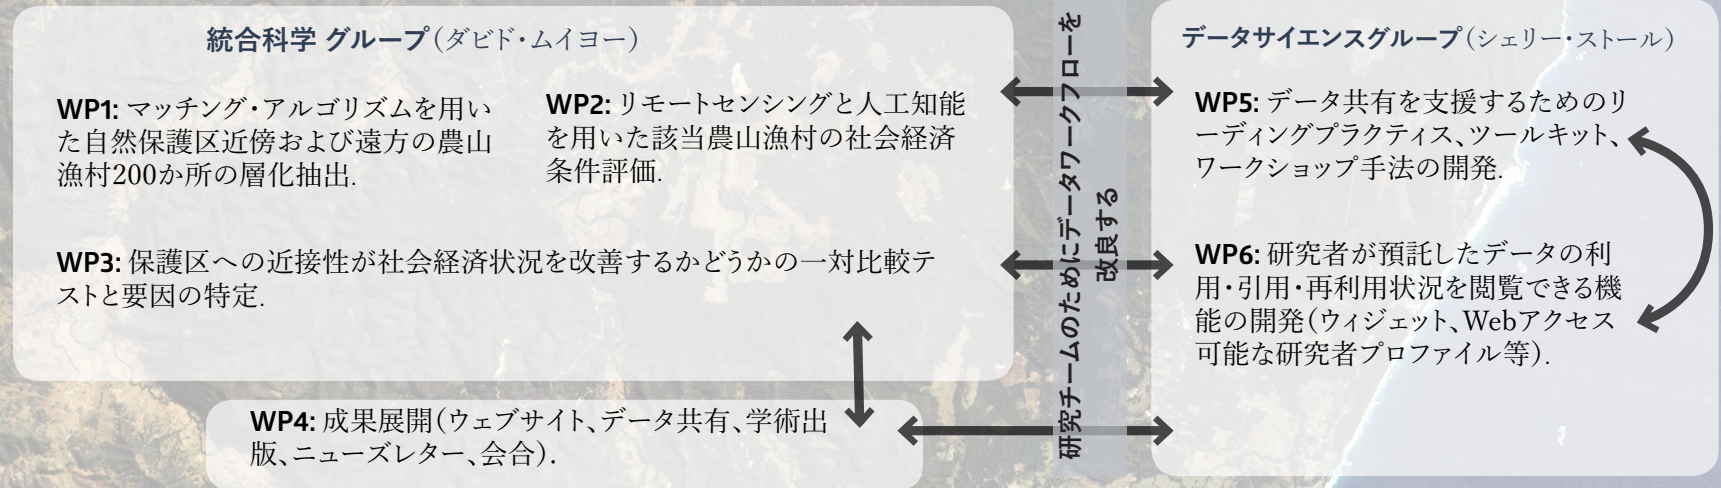 統合科学 グループ(ダビド・ムイヨー)
WP1: マッチング・アルゴリズムを用い
た自然保護区近傍および遠方の農山
漁村200か所の層化抽出.
WP2: リモートセンシングと人工知能
を用いた該当農山漁村の社会経済
条件評価.
WP3: 保護区への近接性が社会経済状況を改善するかどうかの一対比較テ
ストと要因の特定.
WP4: 成果展開(ウェブサイト、データ共有、学術出
版、ニューズレター、会合).
研究チームのためにデータワークフローを
改良する
データサイエンスグループ(シェリー・ストール)
WP5: データ共有を支援するためのリ
ーディングプラクティス、ツールキット、
ワークショップ手法の開発.
WP6: 研究者が預託したデータの利
用・引用・再利用状況を閲覧できる機
能の開発(ウィジェット、Webアクセス
可能な研究者プロファイル等).